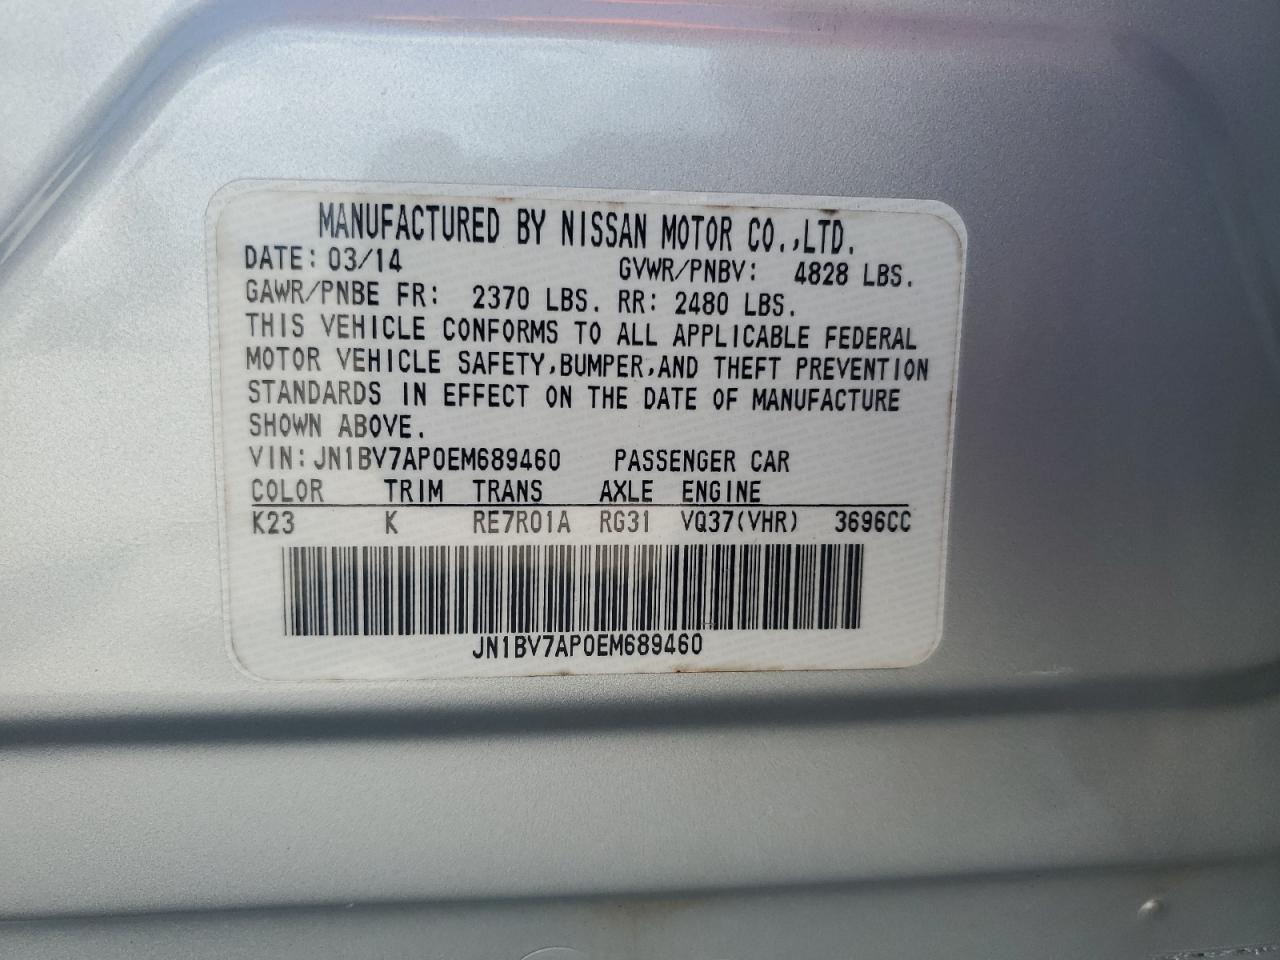 MANUFACTURED BY NISSAN MOTOR CO.,LTD.
DATE: 03/14 GVWR/PNBV: 4828 LBS.
GAWR/PNBE FR: 2370 LBS. RR: 2480 LBS.
THIS VEHICLE CONFORMS TO ALL APPLICABLE FEDERAL
MOTOR VEHICLE SAFETY,BUMPER,AND THEFT PREVENTION
STANDARDS IN EFFECT ON THE DATE OF MANUFACTURE
SHOWN ABOVE.
VIN: JN1BV7AP0EM689460 PASSENGER CAR
COLOR TRIM TRANS AXLE ENGINE
K23 K RE7R01A RG31 VQ37(VHR) 3696CC
JN1BV7AP0EM689460